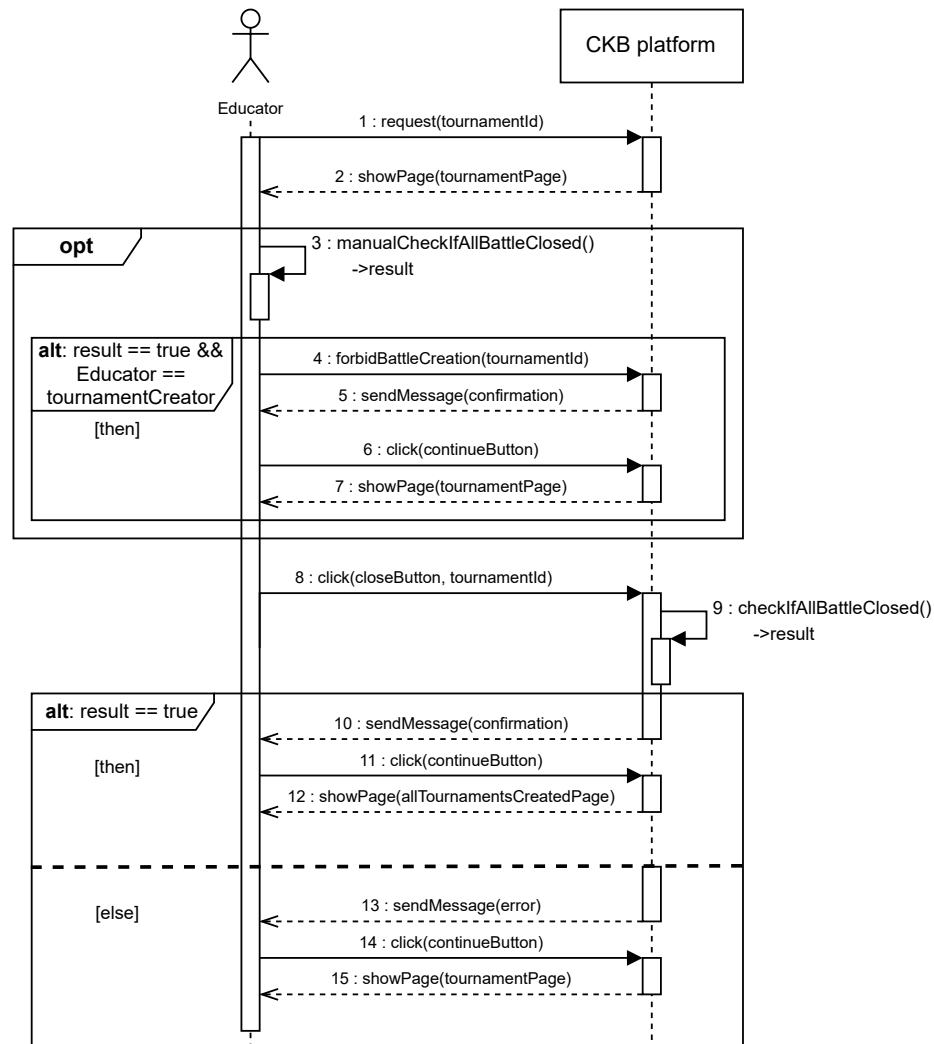 CKB platform
Educator
1 : request(tournamentId)
2 : showPage(tournamentPage)
opt
3 : manualCheckIfAllBattleClosed()
->result
alt: result == true &&
Educator ==
tournamentCreator
4 : forbidBattleCreation(tournamentId)
5 : sendMessage(confirmation)
[then]
6 : click(continueButton)
7 : showPage(tournamentPage)
8 : click(closeButton, tournamentId)
9 : checkIfAllBattleClosed()
->result
alt: result == true
10 : sendMessage(confirmation)
[then]
11 : click(continueButton)
12 : showPage(allTournamentsCreatedPage)
[else]
13 : sendMessage(error)
14 : click(continueButton)
15 : showPage(tournamentPage)